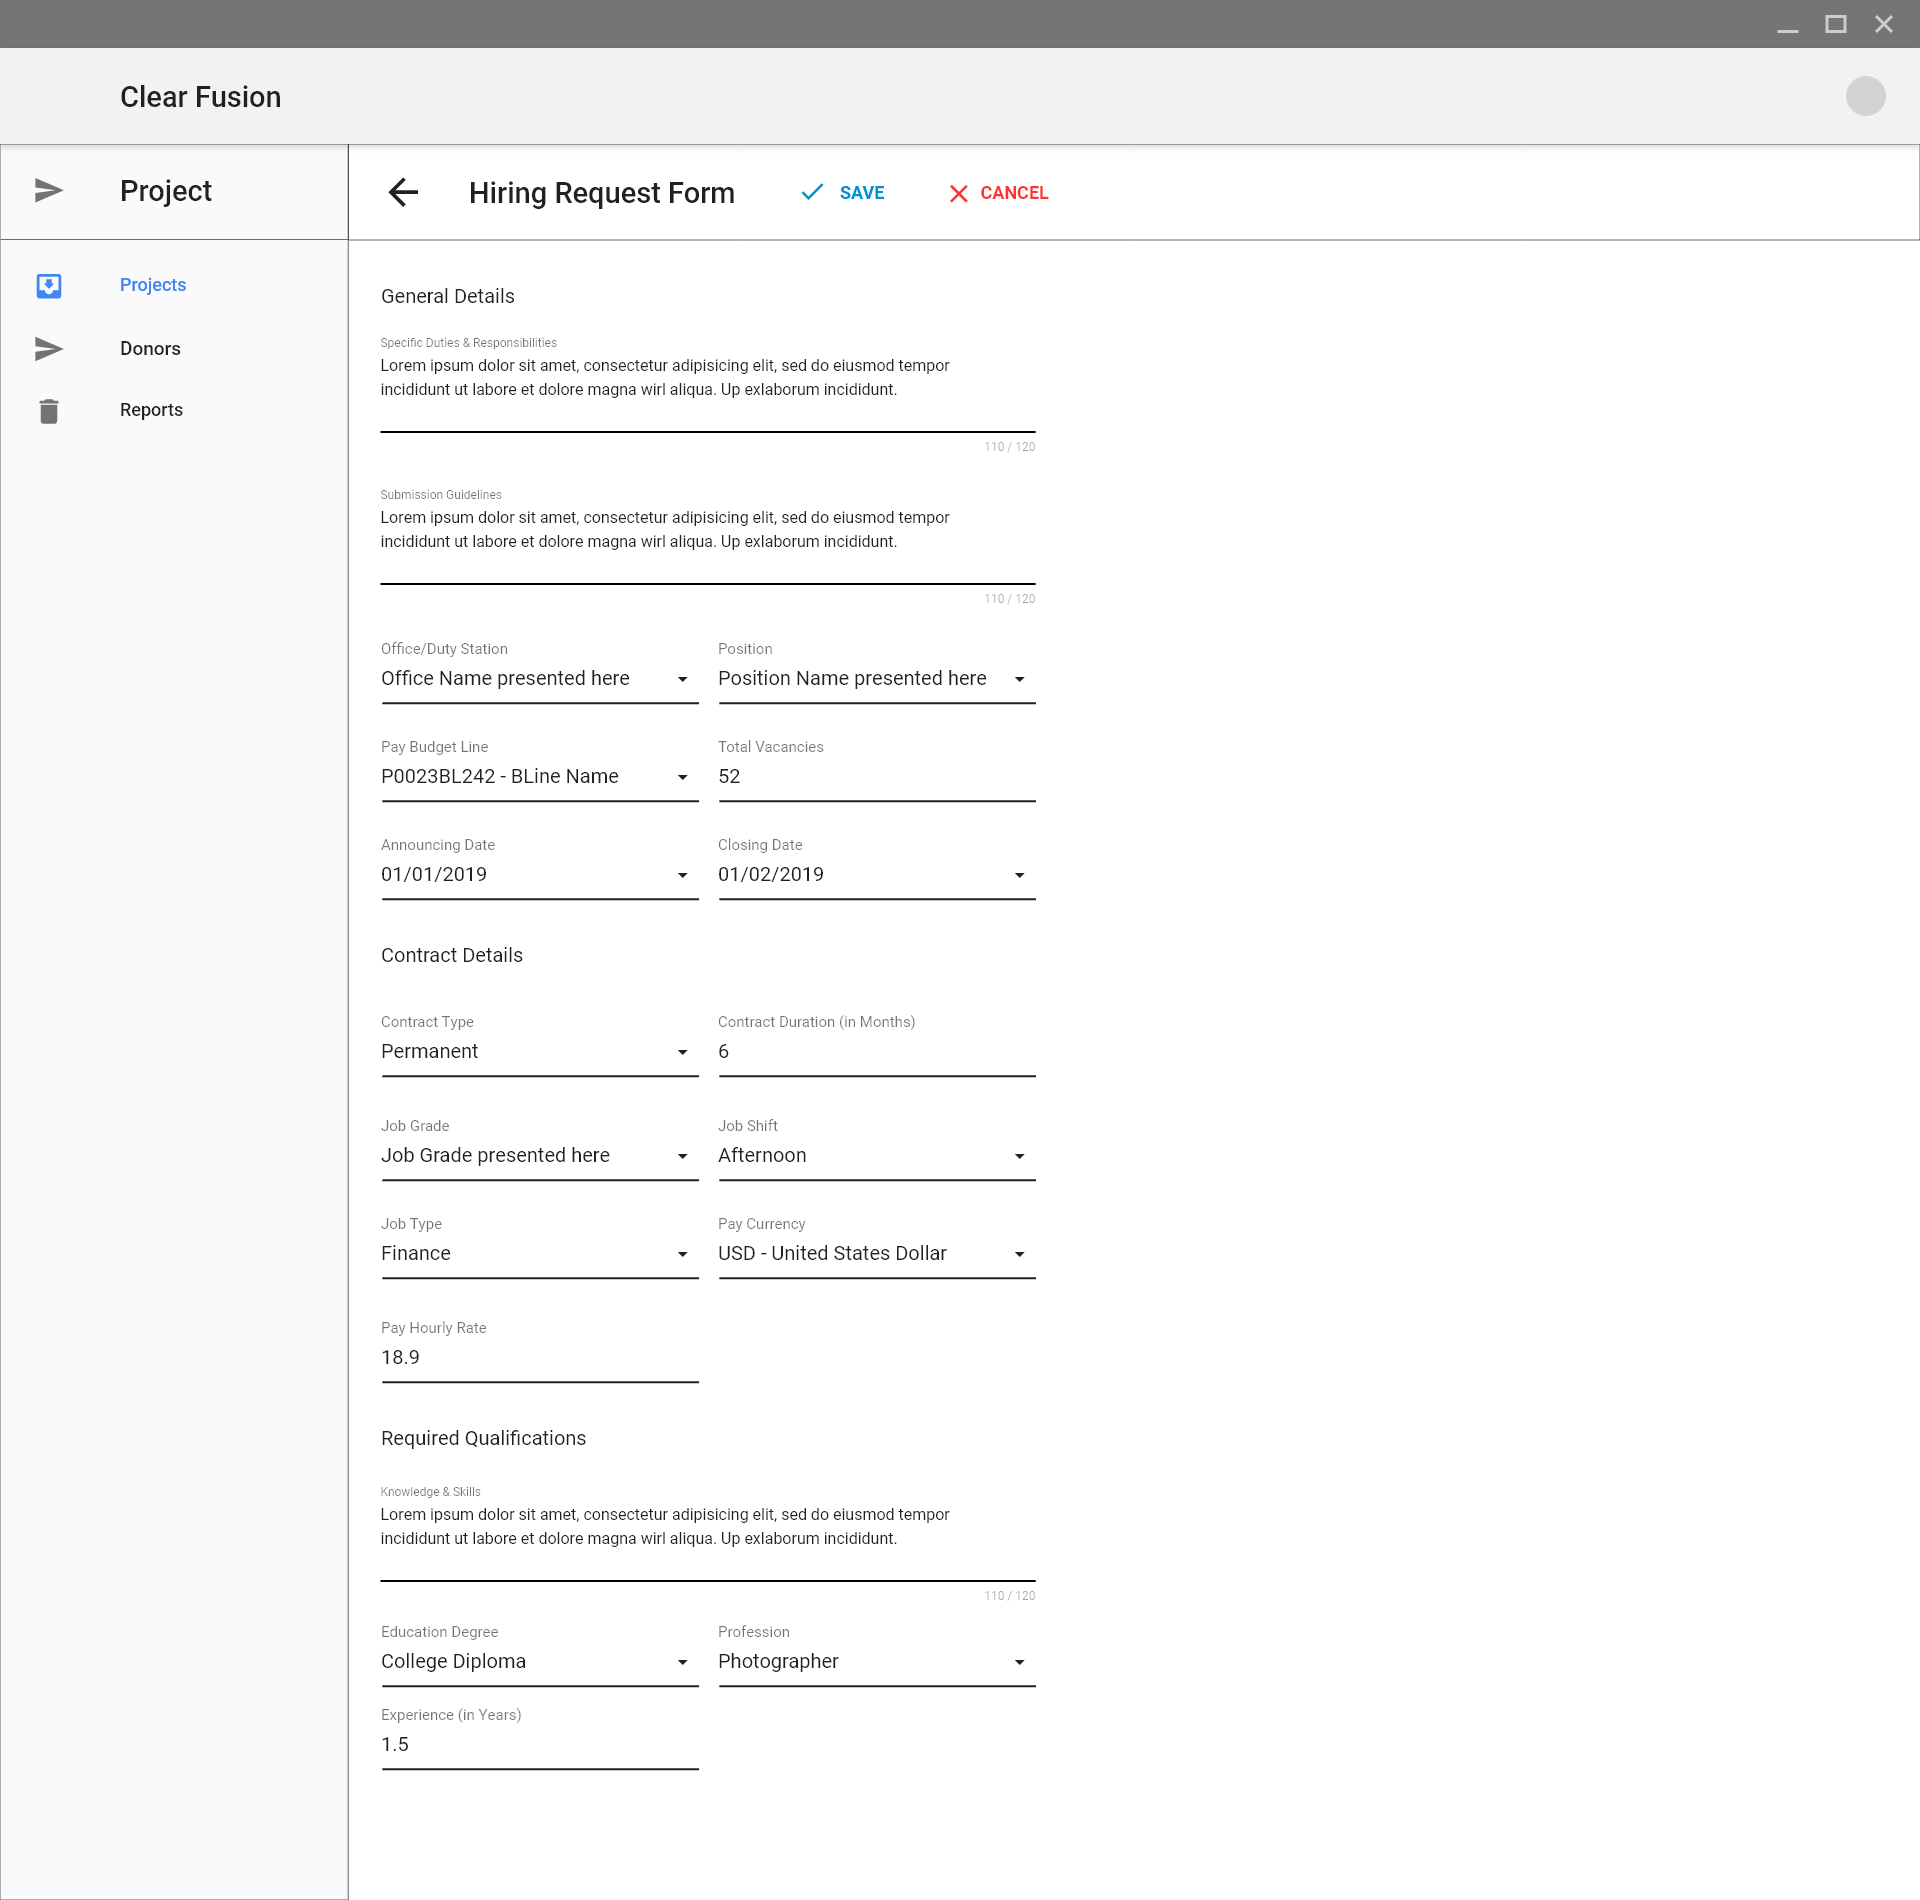 Clear Fusion
Project
Hiring Request Form
SAVE
CANCEL
Projects
Donors
Reports
General Details
Specific Duties & Responsibilities
Lorem ipsum dolor sit amet, consectetur adipisicing elit, sed do eiusmod tempor
incididunt ut labore et dolore magna wirl aliqua. Up exlaborum incididunt.
110 / 120
Submission Guidelines
Lorem ipsum dolor sit amet, consectetur adipisicing elit, sed do eiusmod tempor
incididunt ut labore et dolore magna wirl aliqua. Up exlaborum incididunt.
110 / 120
Office/Duty Station
Office Name presented here
Position
Position Name presented here
Pay Budget Line
P0023BL242 - BLine Name
Total Vacancies
52
Announcing Date
01/01/2019
Closing Date
01/02/2019
Contract Details
Contract Type
Permanent
Contract Duration (in Months)
6
Job Grade
Job Grade presented here
Job Shift
Afternoon
Job Type
Finance
Pay Currency
USD - United States Dollar
Pay Hourly Rate
18.9
Required Qualifications
Knowledge & Skills
Lorem ipsum dolor sit amet, consectetur adipisicing elit, sed do eiusmod tempor
incididunt ut labore et dolore magna wirl aliqua. Up exlaborum incididunt.
110 / 120
Education Degree
College Diploma
Profession
Photographer
Experience (in Years)
1.5